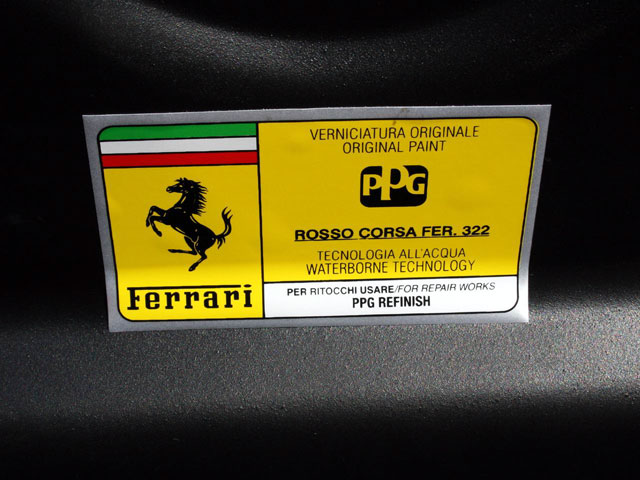 Ferrari
VERNICIATURA ORIGINALE
ORIGINAL PAINT
PPG
ROSSO CORSA FER. 322
TECNOLOGIA ALL'ACQUA
WATERBORNE TECHNOLOGY
PER RITOCCHI USARE/FOR REPAIR WORKS
PPG REFINISH